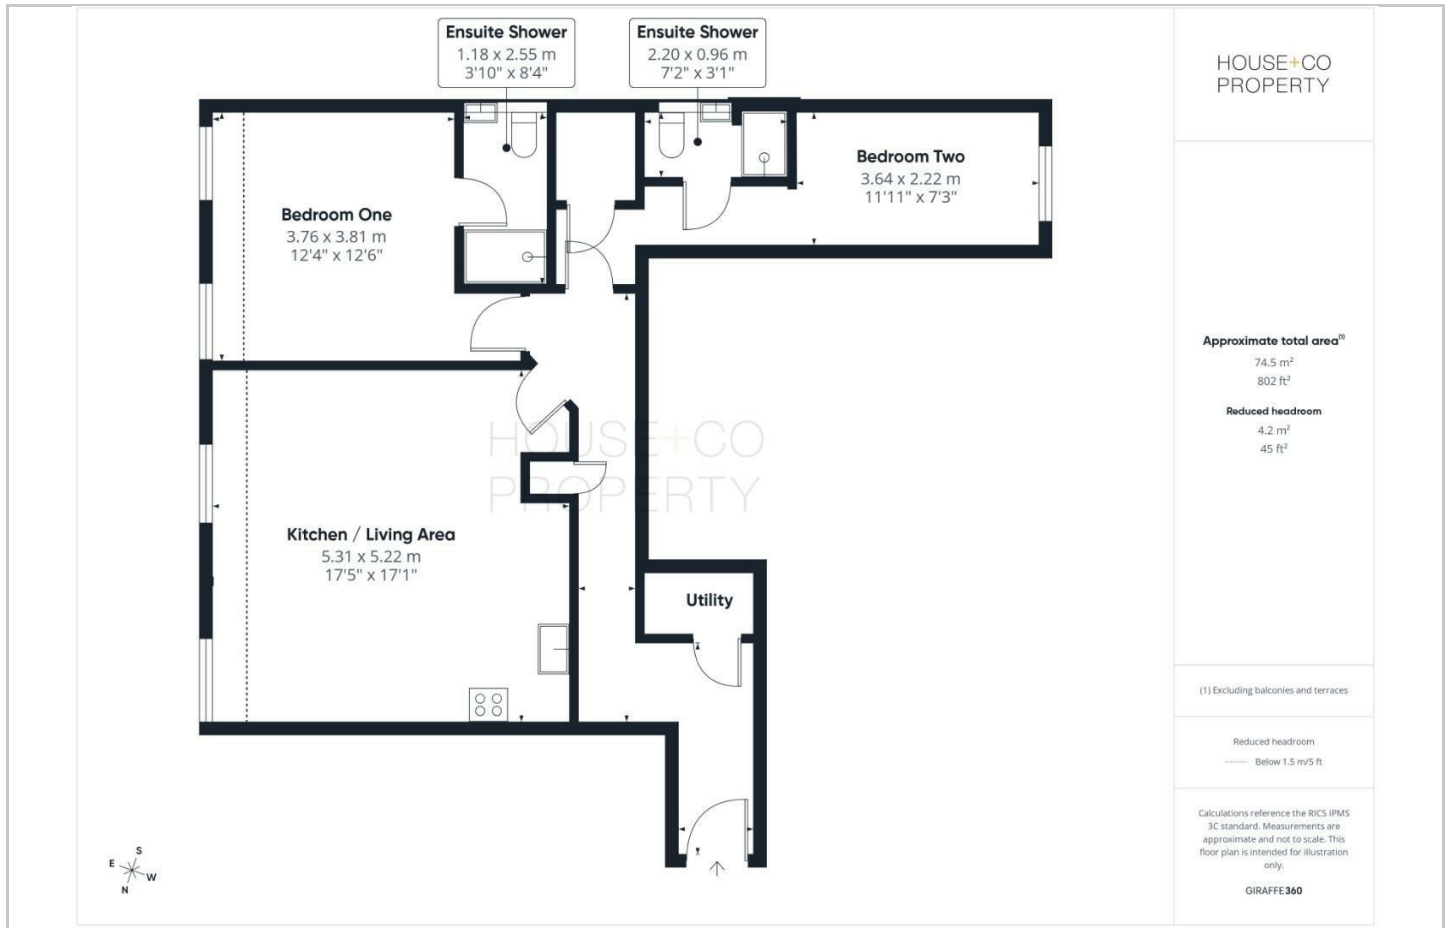 Ensuite Shower
1.18 x 2.55 m
3'10" x 8'4"
Ensuite Shower
2.20 x 0.96 m
7'2" x 3'1"
Bedroom Two
3.64 x 2.22 m
11'11" x 7'3"
Bedroom One
3.76 x 3.81 m
12'4" x 12'6"
HOUSE+CO
PROPERTY
Kitchen / Living Area
5.31 x 5.22 m
17'5" x 17'1"
Utility
S
E
W
N
HOUSE+CO
PROPERTY
Approximate total area(1)
74.5 m²
802 ft²
Reduced headroom
4.2 m²
45 ft²
(1) Excluding balconies and terraces
Reduced headroom
Below 1.5 m/5 ft
Calculations reference the RICS IPMS
3C standard. Measurements are
approximate and not to scale. This
floor plan is intended for illustration
only.
GIRAFFE360